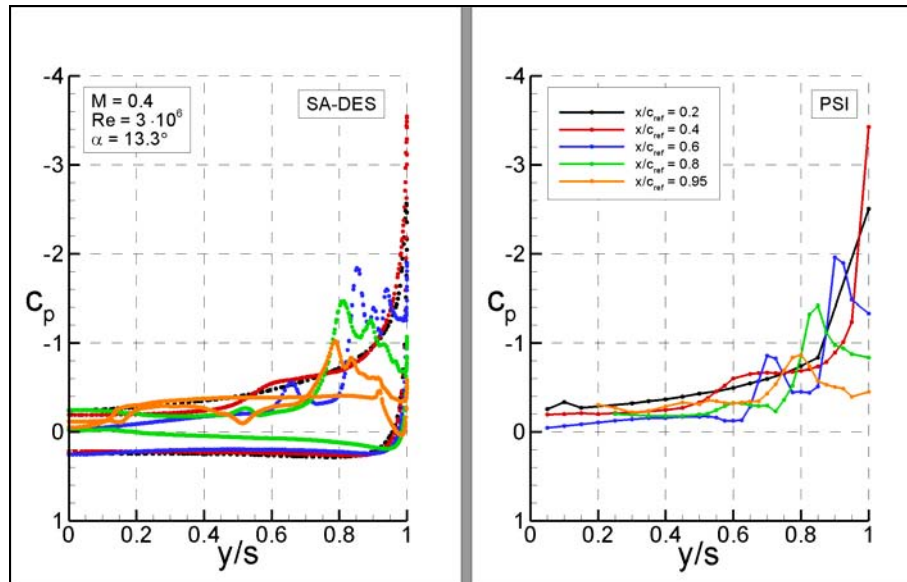 M = 0.4
Re = 3·10⁶
α = 13.3°
SA-DES
-4
-3
-2
-1
0
1
c_p
0
0.2
0.4
0.6
0.8
1
y/s
PSI
x/c_ref = 0.2
x/c_ref = 0.4
x/c_ref = 0.6
x/c_ref = 0.8
x/c_ref = 0.95
-4
-3
-2
-1
0
1
c_p
0
0.2
0.4
0.6
0.8
1
y/s